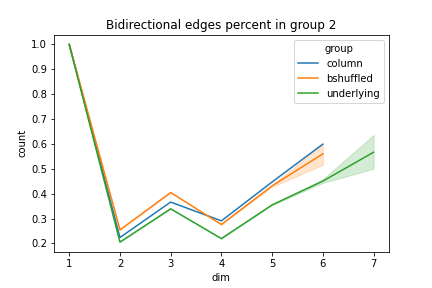 Bidirectional edges percent in group 2
1.0
0.9
0.8
0.7
0.6
0.5
0.4
0.3
0.2
count
group
column
bshuffled
underlying
1 2 3 4 5 6 7
dim